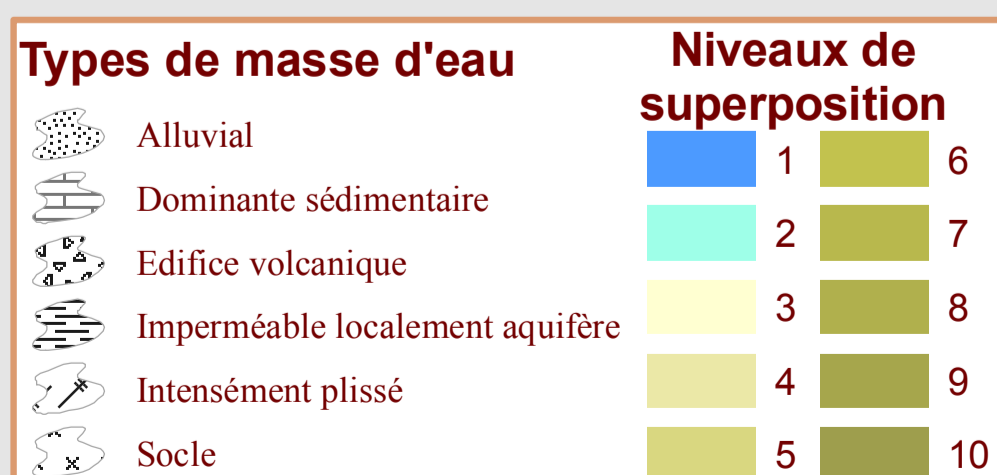 Types de masse d'eau
Alluvial
Dominante sédimentaire
Edifice volcanique
Imperméable localement aquifère
Intensément plissé
Socle
Niveaux de
superposition
1 6
2 7
3 8
4 9
5 10